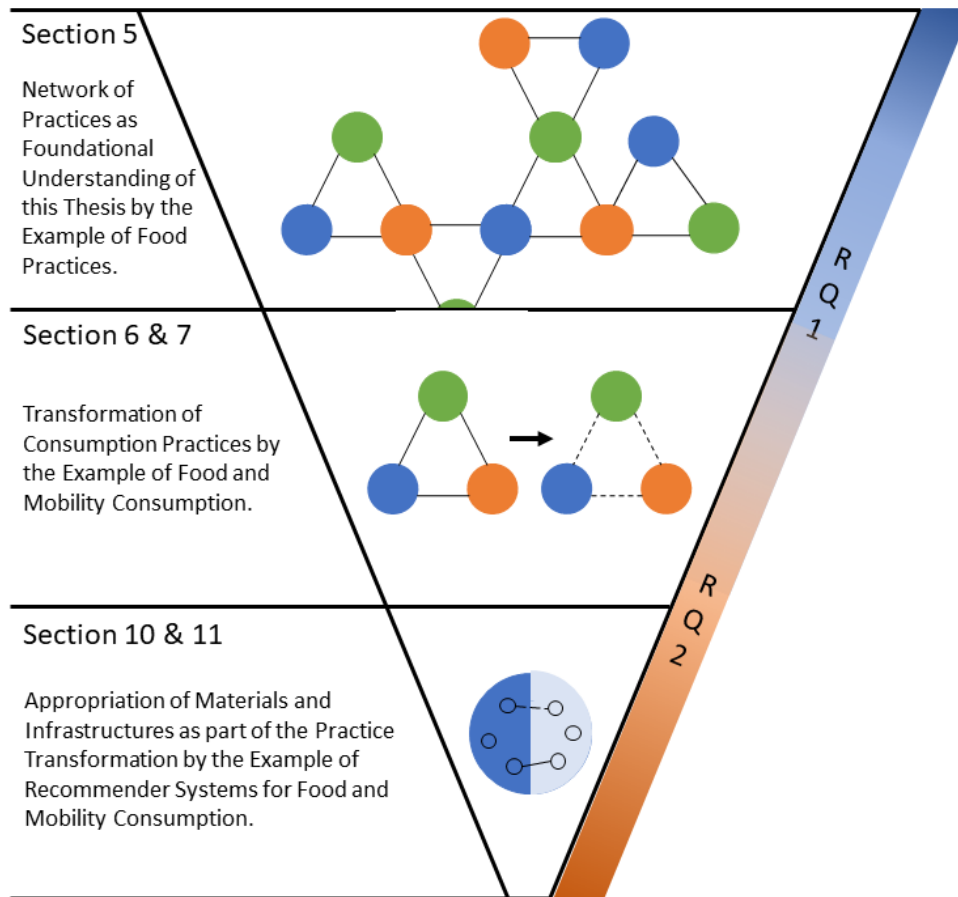 Section 5
Network of
Practices as
Foundational
Understanding of
this Thesis by the
Example of Food
Practices.
RQ1
Section 6 & 7
Transformation of
Consumption Practices by
the Example of Food and
Mobility Consumption.
RQ2
Section 10 & 11
Appropriation of Materials and
Infrastructures as part of the Practice
Transformation by the Example of
Recommender Systems for Food and
Mobility Consumption.